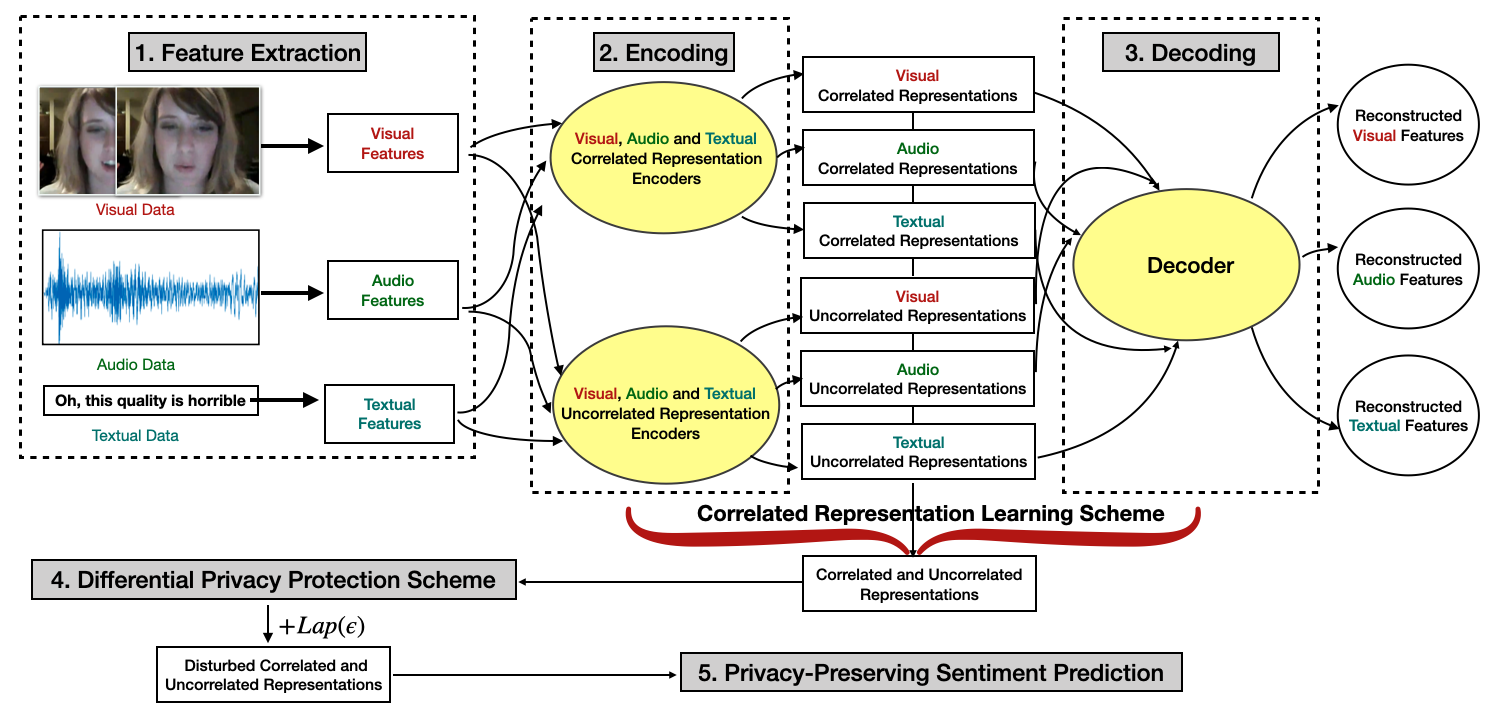 1. Feature Extraction
Visual Data
Visual
Features
Audio Data
Audio
Features
Oh, this quality is horrible
Textual Data
Textual
Features
2. Encoding
Visual, Audio and Textual
Correlated Representation
Encoders
Visual, Audio and Textual
Uncorrelated Representation
Encoders
Visual
Correlated Representations
Audio
Correlated Representations
Textual
Correlated Representations
Visual
Uncorrelated Representations
Audio
Uncorrelated Representations
Textual
Uncorrelated Representations
3. Decoding
Decoder
Reconstructed
Visual Features
Reconstructed
Audio Features
Reconstructed
Textual Features
Correlated Representation Learning Scheme
Correlated and Uncorrelated
Representations
4. Differential Privacy Protection Scheme
+Lap(ϵ)
Disturbed Correlated and
Uncorrelated Representations
5. Privacy-Preserving Sentiment Prediction